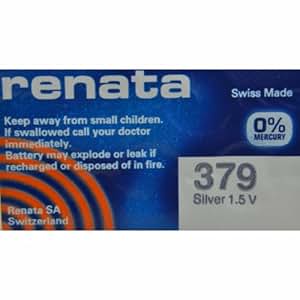 renata
Swiss Made
Keep away from small children.
If swallowed call your doctor
immediately.
Battery may explode or leak if
recharged or disposed of in fire.
0%
MERCURY
379
Silver 1.5 V
Renata SA
Switzerland